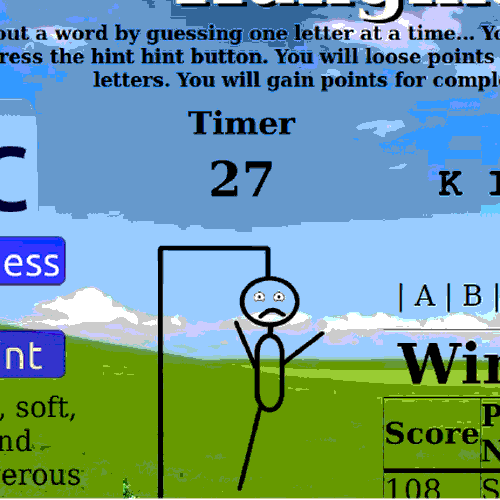 out a word by guessing one letter at a time... Yo
ress the hint hint button. You will loose points
letters. You will gain points for compl
Timer
27
C
K I
ess
nt
| A | B |
Win
, soft,
nd
erous
Score
108